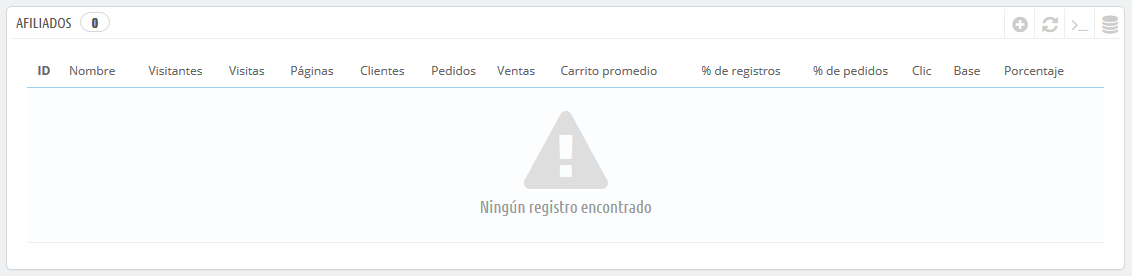 AFILIADOS 0
ID Nombre Visitantes Visitas Páginas Clientes Pedidos Ventas Carrito promedio % de registros % de pedidos Clic Base Porcentaje
Ningún registro encontrado